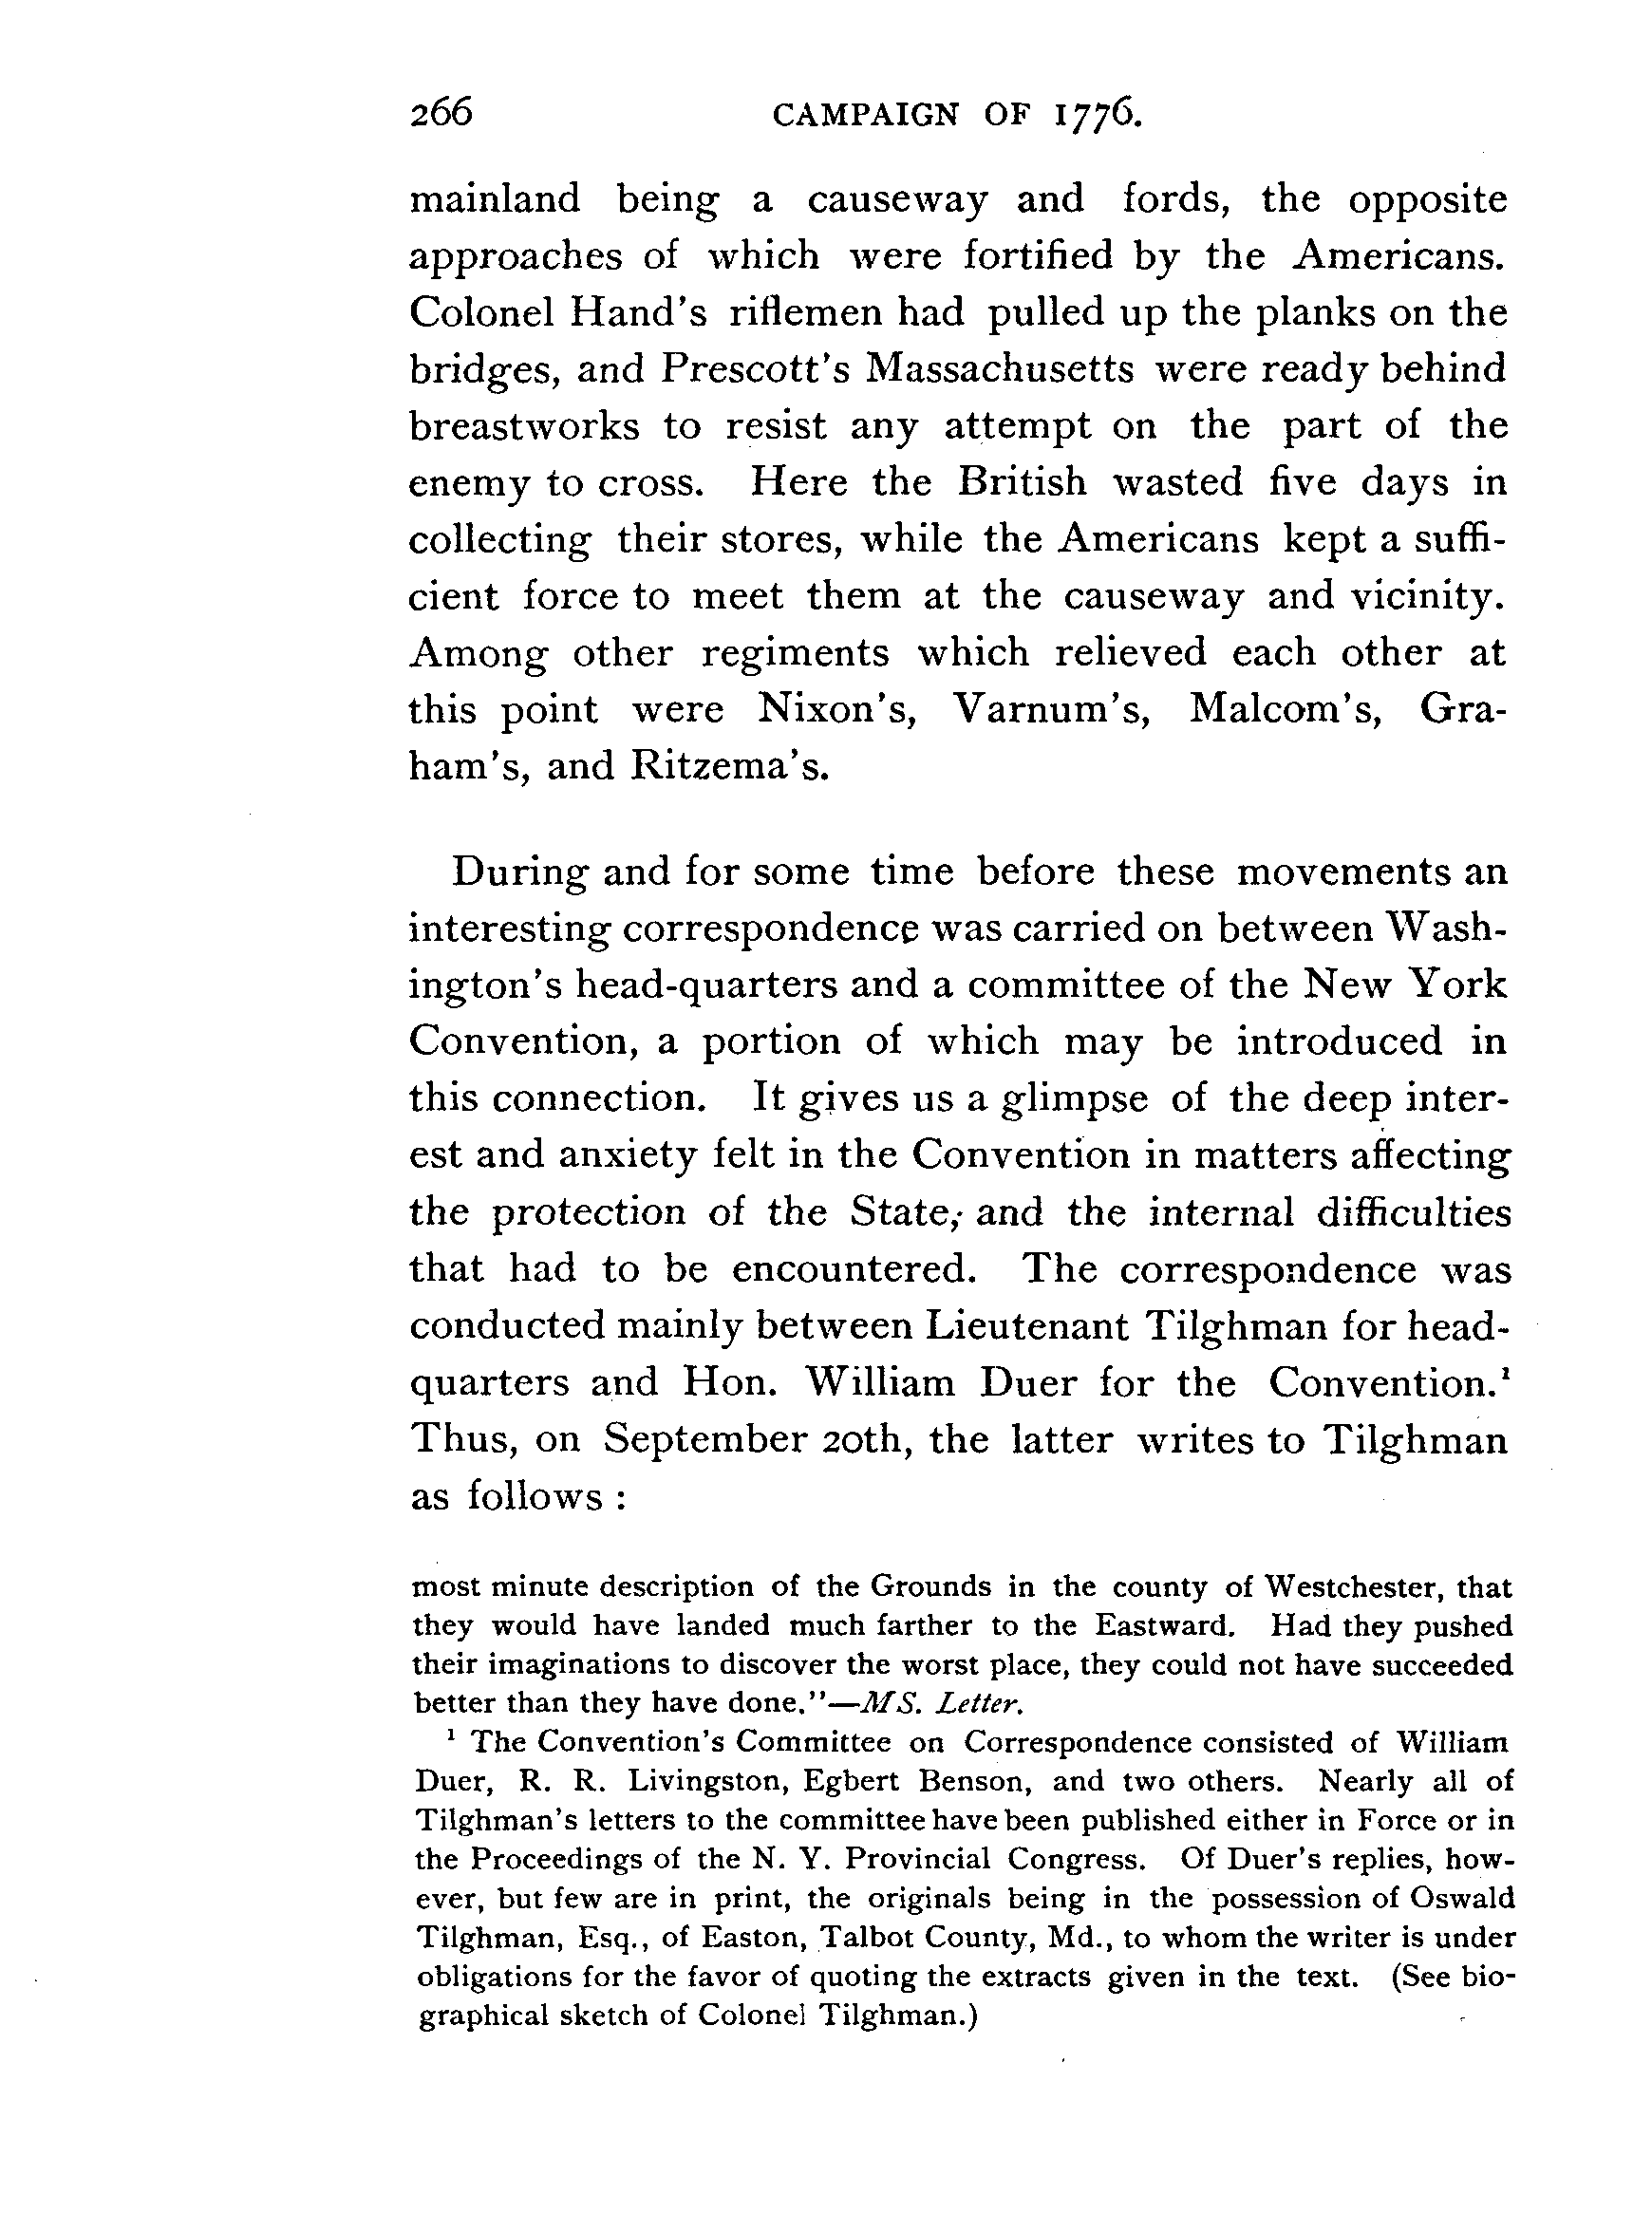 266 CAMPAIGN OF 1776.
mainland being a causeway and fords, the opposite
approaches of which were fortified by the Americans.
Colonel Hand's riflemen had pulled up the planks on the
bridges, and Prescott's Massachusetts were ready behind
breastworks to resist any attempt on the part of the
enemy to cross. Here the British wasted five days in
collecting their stores, while the Americans kept a suffi-
cient force to meet them at the causeway and vicinity.
Among other regiments which relieved each other at
this point were Nixon's, Varnum's, Malcom's, Gra-
ham's, and Ritzema's.
During and for some time before these movements an
interesting correspondence was carried on between Wash-
ington's head-quarters and a committee of the New York
Convention, a portion of which may be introduced in
this connection. It gives us a glimpse of the deep inter-
est and anxiety felt in the Convention in matters affecting
the protection of the State, and the internal difficulties
that had to be encountered. The correspondence was
conducted mainly between Lieutenant Tilghman for head-
quarters and Hon. William Duer for the Convention.¹
Thus, on September 20th, the latter writes to Tilghman
as follows :
most minute description of the Grounds in the county of Westchester, that
they would have landed much farther to the Eastward. Had they pushed
their imaginations to discover the worst place, they could not have succeeded
better than they have done."—MS. Letter.
¹ The Convention's Committee on Correspondence consisted of William
Duer, R. R. Livingston, Egbert Benson, and two others. Nearly all of
Tilghman's letters to the committee have been published either in Force or in
the Proceedings of the N. Y. Provincial Congress. Of Duer's replies, how-
ever, but few are in print, the originals being in the possession of Oswald
Tilghman, Esq., of Easton, Talbot County, Md., to whom the writer is under
obligations for the favor of quoting the extracts given in the text. (See bio-
graphical sketch of Colonel Tilghman.)